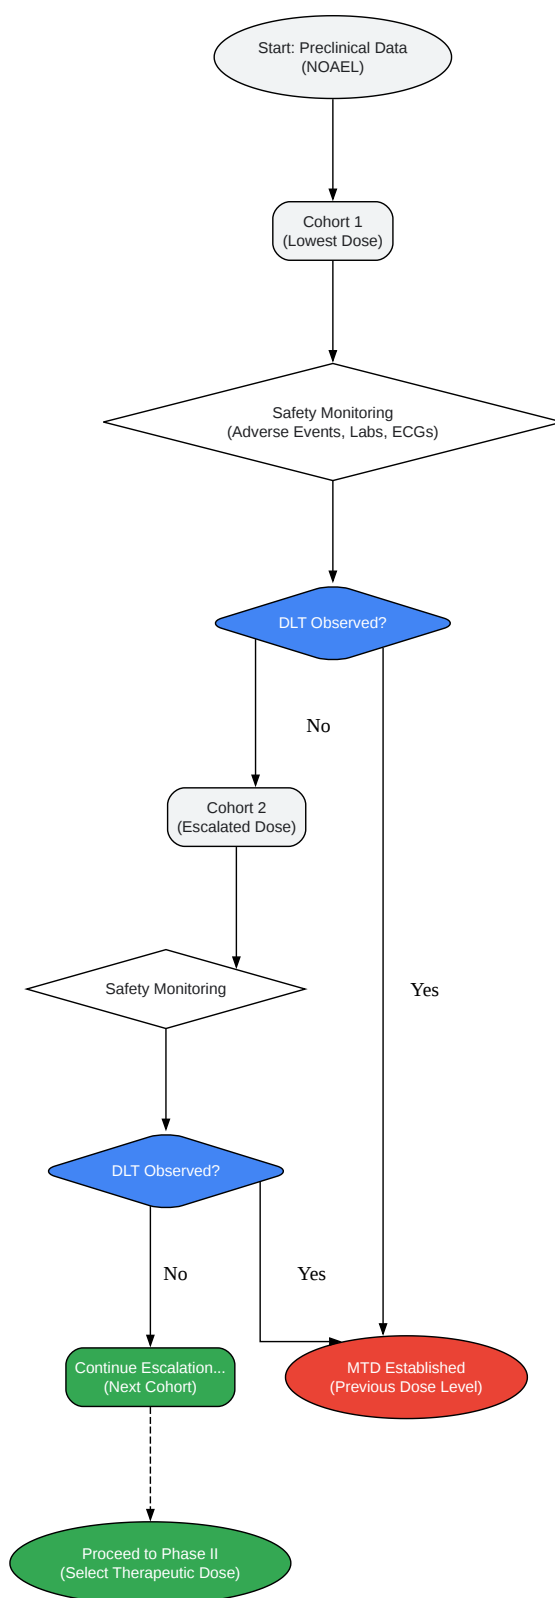 Start: Preclinical Data
(NOAEL)
Cohort 1
(Lowest Dose)
Safety Monitoring
(Adverse Events, Labs, ECGs)
DLT Observed?
No
Cohort 2
(Escalated Dose)
Safety Monitoring
Yes
DLT Observed?
No
Yes
Continue Escalation...
(Next Cohort)
MTD Established
(Previous Dose Level)
Proceed to Phase II
(Select Therapeutic Dose)